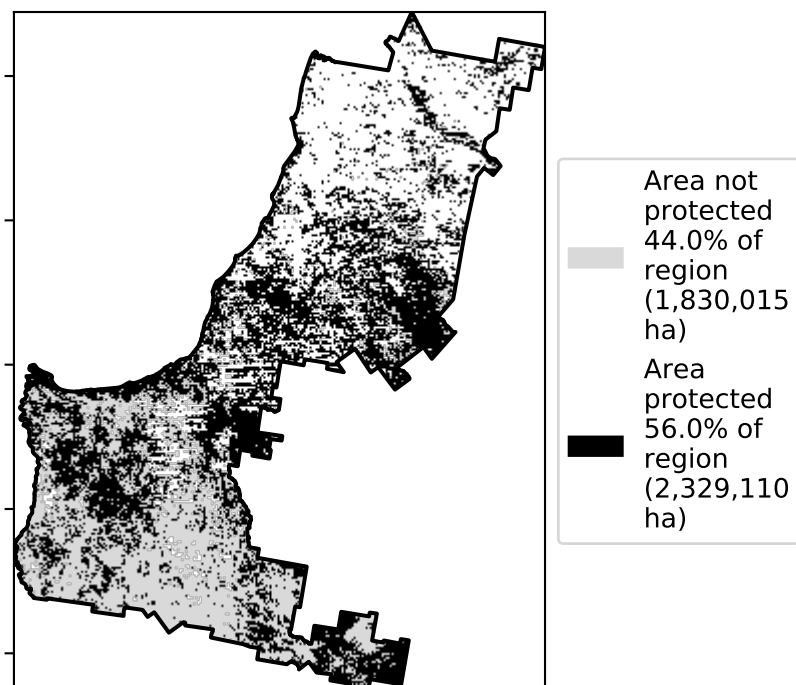 Area not
protected
44.0% of
region
(1,830,015
ha)
Area
protected
56.0% of
region
(2,329,110
ha)